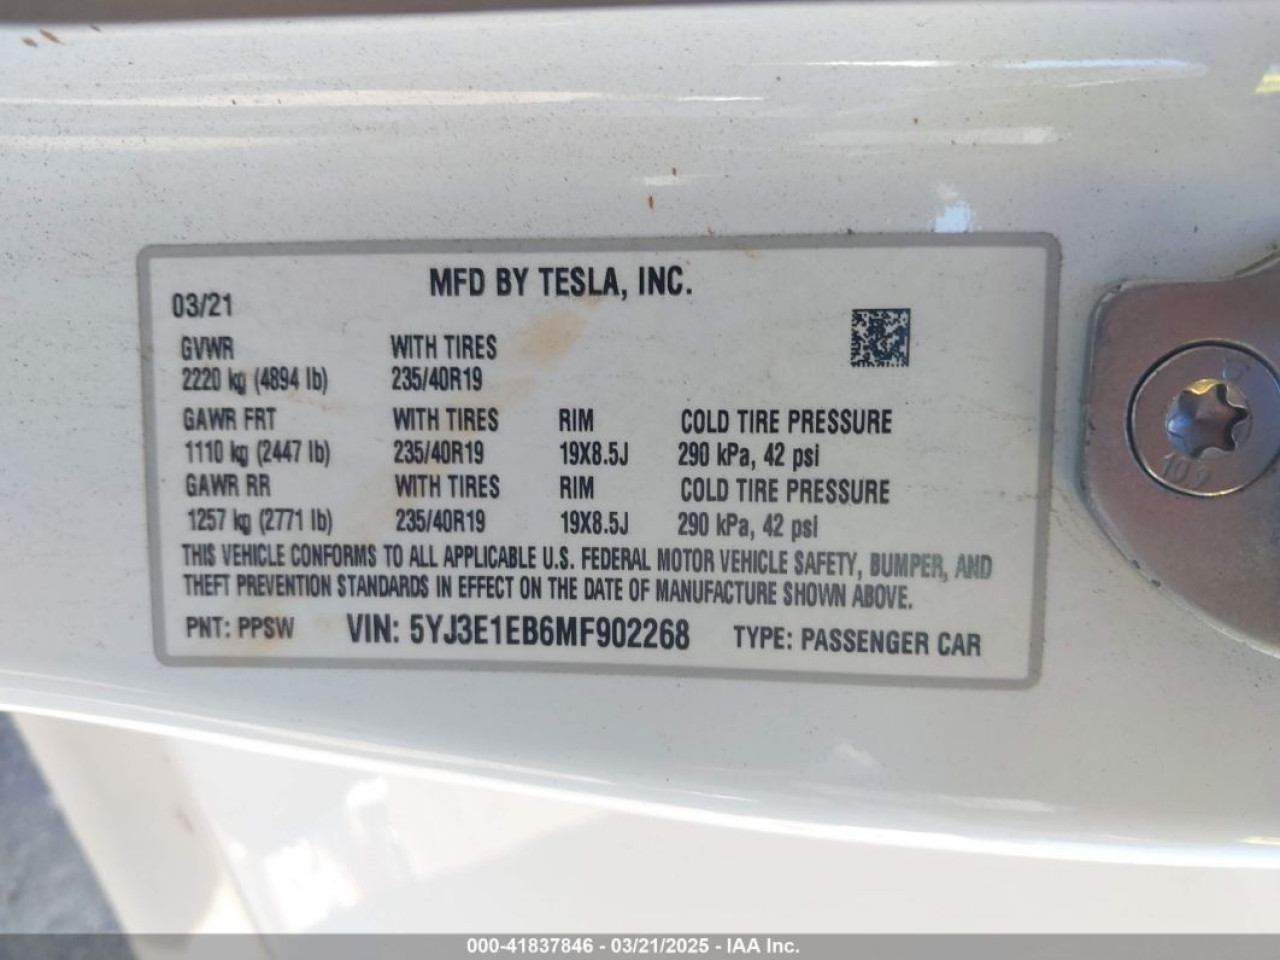 MFD BY TESLA, INC.
03/21
GVWR WITH TIRES
2220 kg (4894 lb) 235/40R19
GAWR FRT WITH TIRES RIM COLD TIRE PRESSURE
1110 kg (2447 lb) 235/40R19 19X8.5J 290 kPa, 42 psi
GAWR RR WITH TIRES RIM COLD TIRE PRESSURE
1257 kg (2771 lb) 235/40R19 19X8.5J 290 kPa, 42 psi
THIS VEHICLE CONFORMS TO ALL APPLICABLE U.S. FEDERAL MOTOR VEHICLE SAFETY, BUMPER, AND
THEFT PREVENTION STANDARDS IN EFFECT ON THE DATE OF MANUFACTURE SHOWN ABOVE.
PNT: PPSW VIN: 5YJ3E1EB6MF902268 TYPE: PASSENGER CAR
10.9
000-41837846 - 03/21/2025 - IAA Inc.